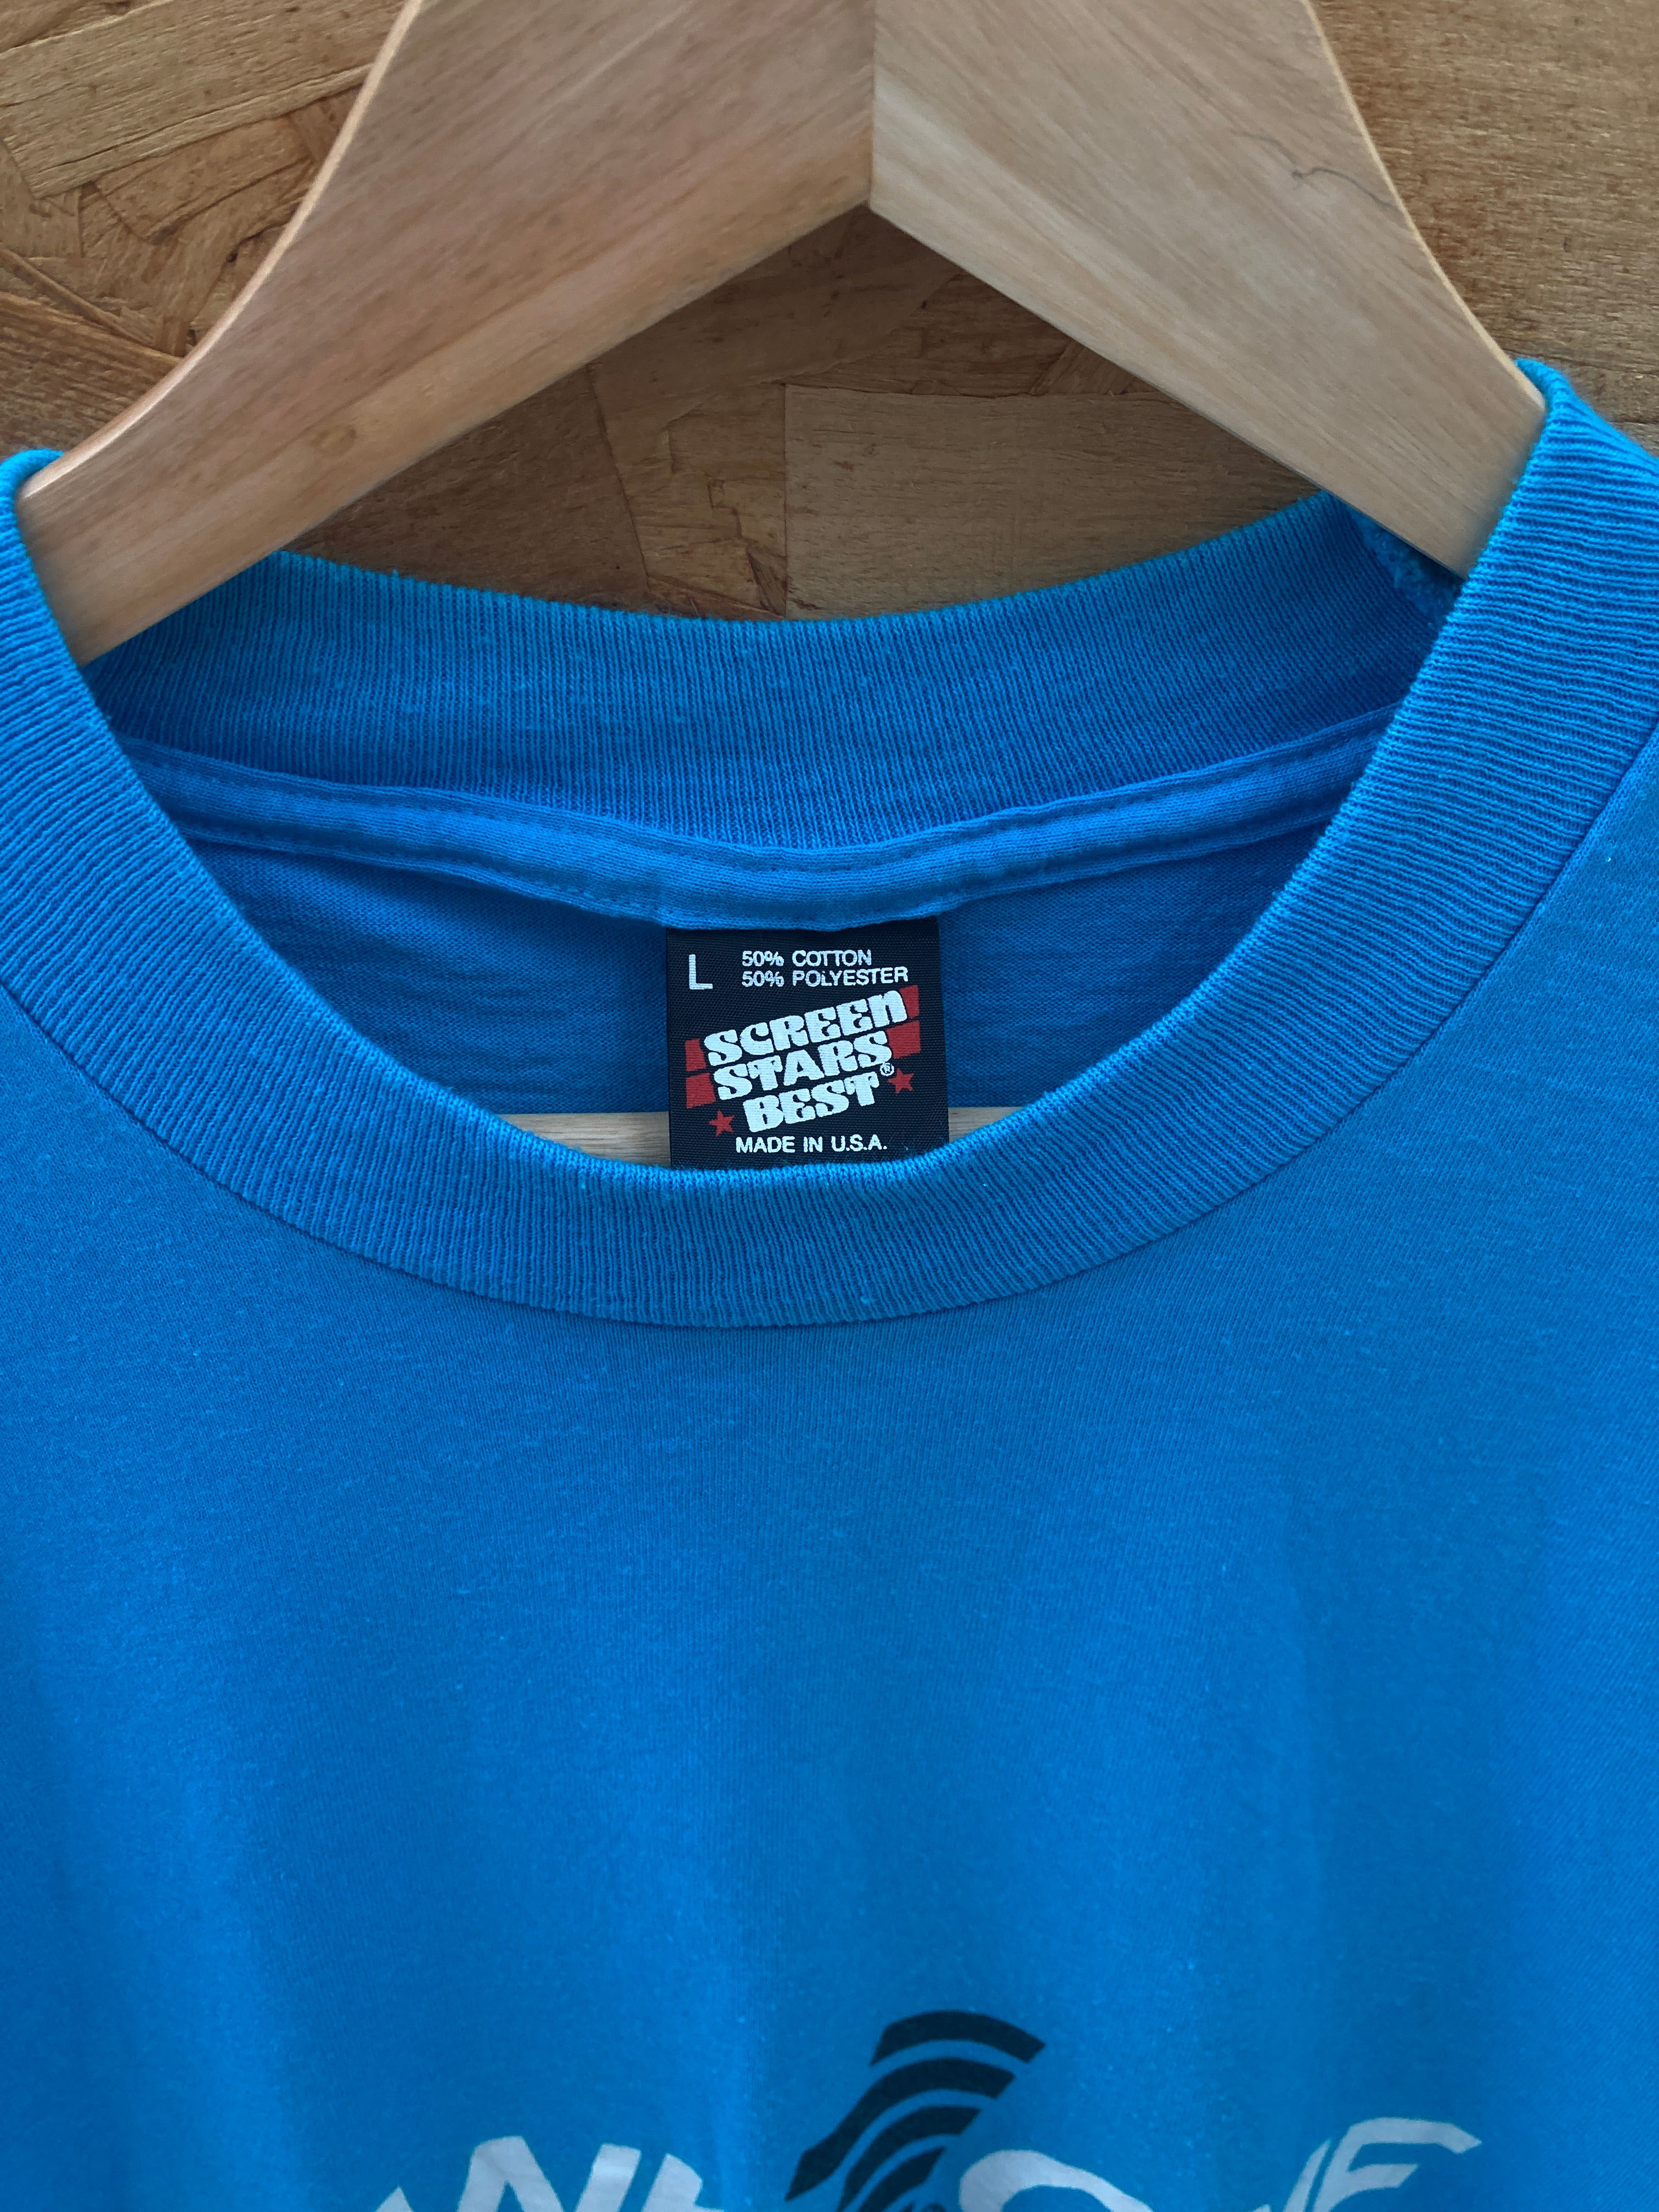 L
50% COTTON
50% POLYESTER
SCREEN
STARS
BEST®
MADE IN U.S.A.